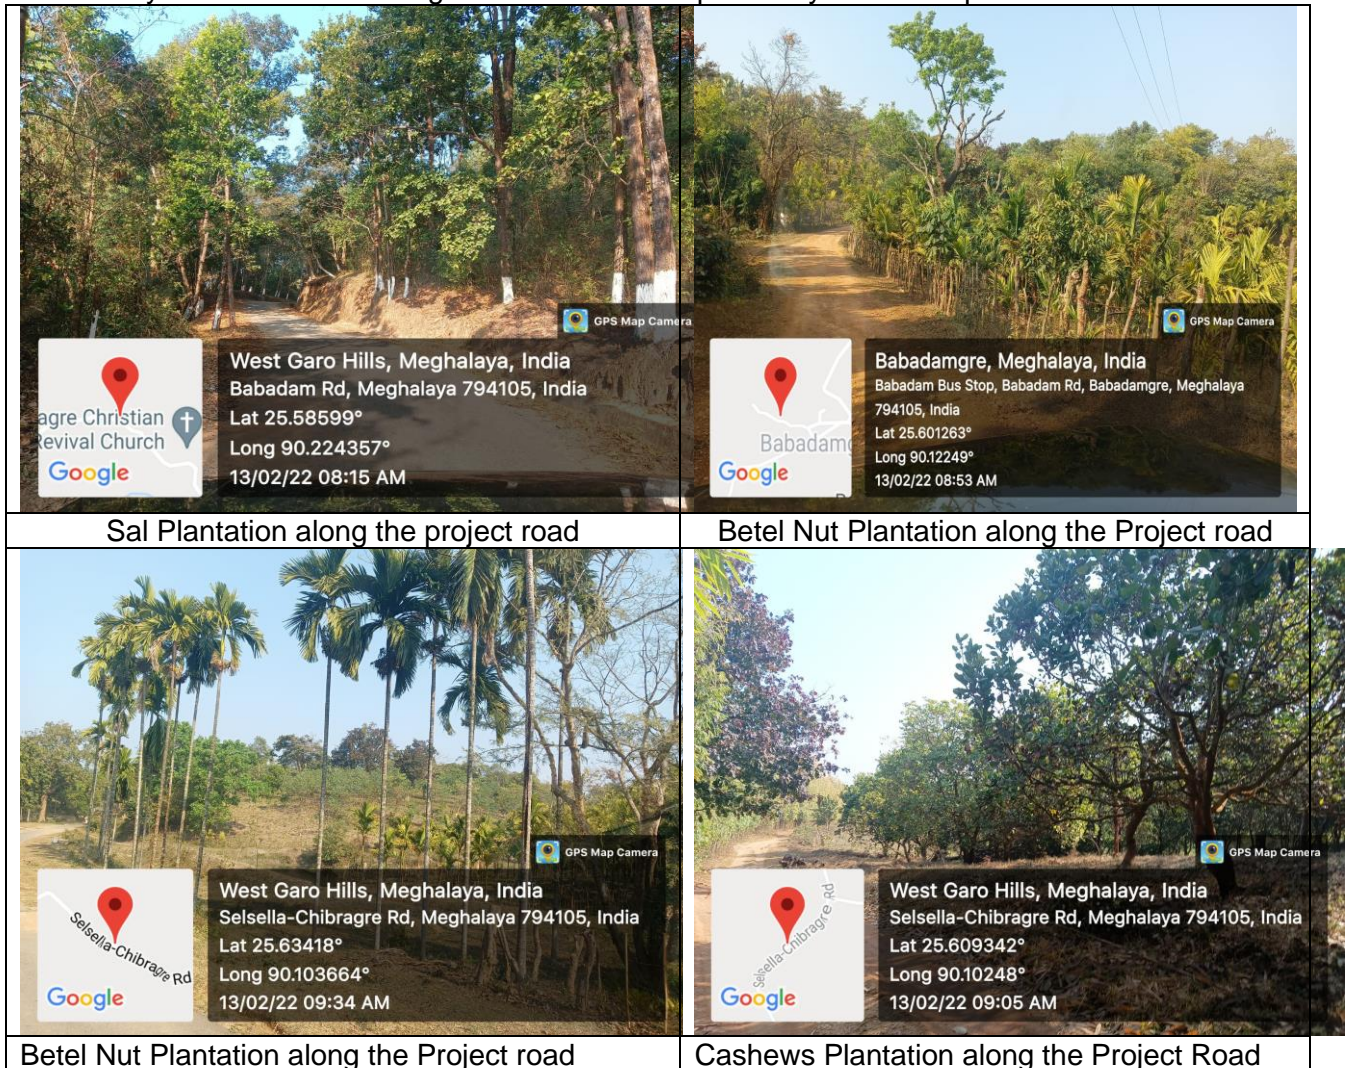 GPS Map Camera
West Garo Hills, Meghalaya, India
Babadam Rd, Meghalaya 794105, India
Lat 25.58599°
Long 90.224357°
13/02/22 08:15 AM
agre Christian
Revival Church
Google
GPS Map Camera
Babadamgre, Meghalaya, India
Babadam Bus Stop, Babadam Rd, Babadamgre, Meghalaya
794105, India
Lat 25.601263°
Long 90.12249°
13/02/22 08:53 AM
Babadamg
Google
Sal Plantation along the project road
Betel Nut Plantation along the Project road
GPS Map Camera
West Garo Hills, Meghalaya, India
Selsella-Chibragre Rd, Meghalaya 794105, India
Lat 25.63418°
Long 90.103664°
13/02/22 09:34 AM
Selsella-Chibragre Rd
Google
GPS Map Camera
West Garo Hills, Meghalaya, India
Selsella-Chibragre Rd, Meghalaya 794105, India
Lat 25.609342°
Long 90.10248°
13/02/22 09:05 AM
Selsella-Chibragre Rd
Google
Betel Nut Plantation along the Project road
Cashews Plantation along the Project Road